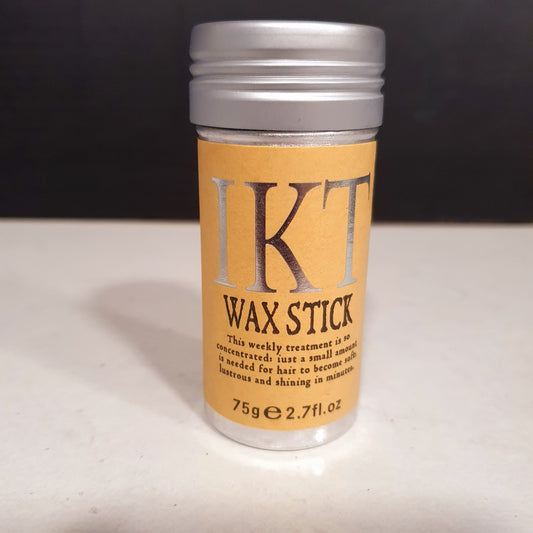 IKT
WAX STICK
This weekly treatment is so
concentrated: just a small amount
is needed for hair to become soft,
lustrous and shining in minutes.
75g℮2.7fl.oz